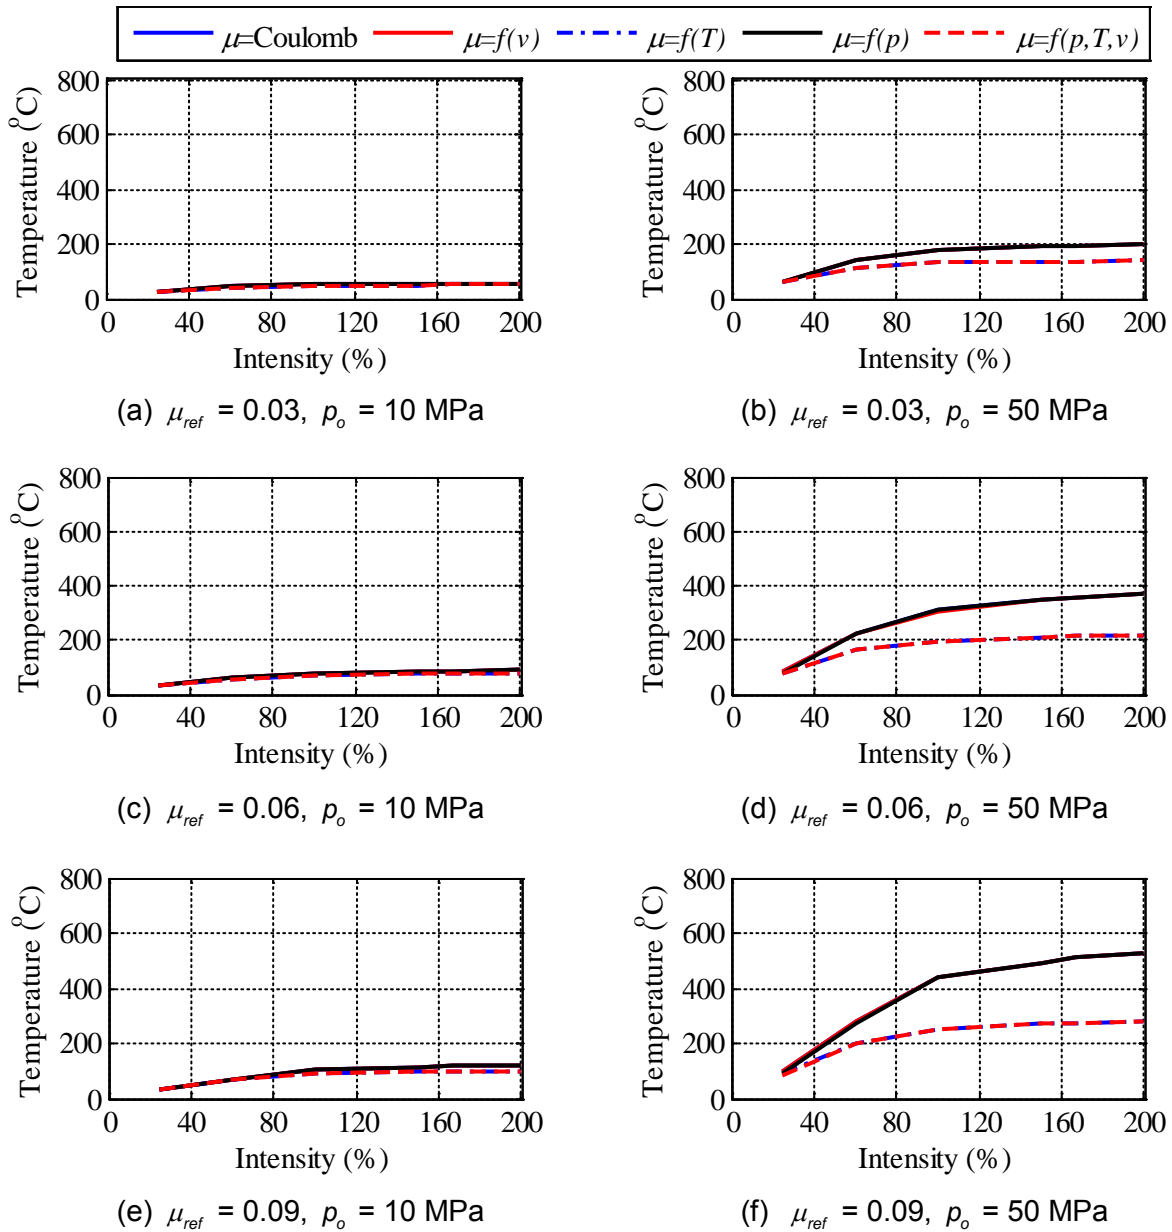 μ=Coulomb μ=f(v) μ=f(T) μ=f(p) μ=f(p,T,v)
800
600
400
200
0
Temperature (°C)
0 40 80 120 160 200
Intensity (%)
(a) μref = 0.03, po = 10 MPa
800
600
400
200
0
Temperature (°C)
0 40 80 120 160 200
Intensity (%)
(b) μref = 0.03, po = 50 MPa
800
600
400
200
0
Temperature (°C)
0 40 80 120 160 200
Intensity (%)
(c) μref = 0.06, po = 10 MPa
800
600
400
200
0
Temperature (°C)
0 40 80 120 160 200
Intensity (%)
(d) μref = 0.06, po = 50 MPa
800
600
400
200
0
Temperature (°C)
0 40 80 120 160 200
Intensity (%)
(e) μref = 0.09, po = 10 MPa
800
600
400
200
0
Temperature (°C)
0 40 80 120 160 200
Intensity (%)
(f) μref = 0.09, po = 50 MPa